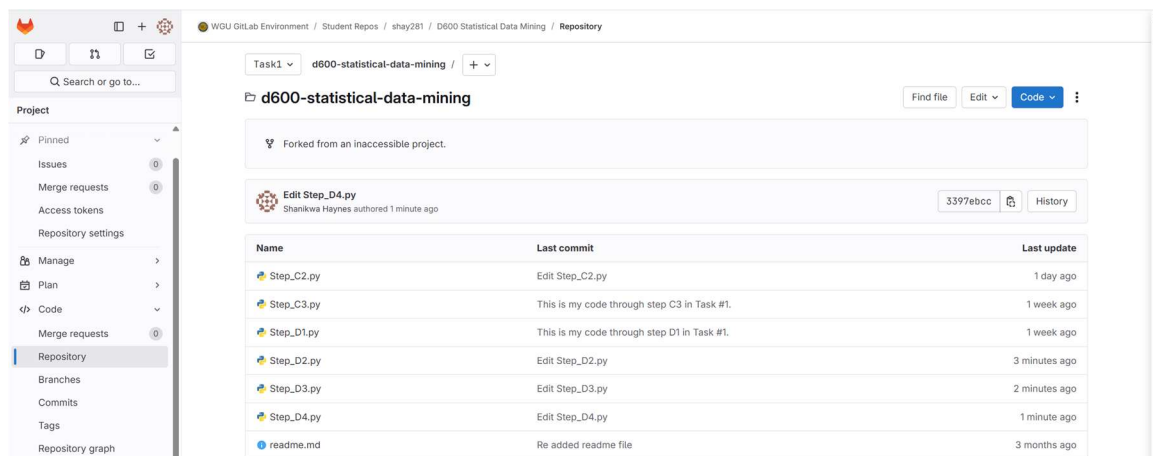 WGU GitLab Environment / Student Repos / shay281 / D600 Statistical Data Mining / Repository
Search or go to...
Project
Pinned
Issues 0
Merge requests 0
Access tokens
Repository settings
Manage
Plan
Code
Merge requests 0
Repository
Branches
Commits
Tags
Repository graph
Task1 d600-statistical-data-mining / +
d600-statistical-data-mining
Find file Edit Code
Forked from an inaccessible project.
Edit Step_D4.py
Shanikwa Haynes authored 1 minute ago
3397ebcc History
Name Last commit Last update
Step_C2.py Edit Step_C2.py 1 day ago
Step_C3.py This is my code through step C3 in Task #1. 1 week ago
Step_D1.py This is my code through step D1 in Task #1. 1 week ago
Step_D2.py Edit Step_D2.py 3 minutes ago
Step_D3.py Edit Step_D3.py 2 minutes ago
Step_D4.py Edit Step_D4.py 1 minute ago
readme.md Re added readme file 3 months ago